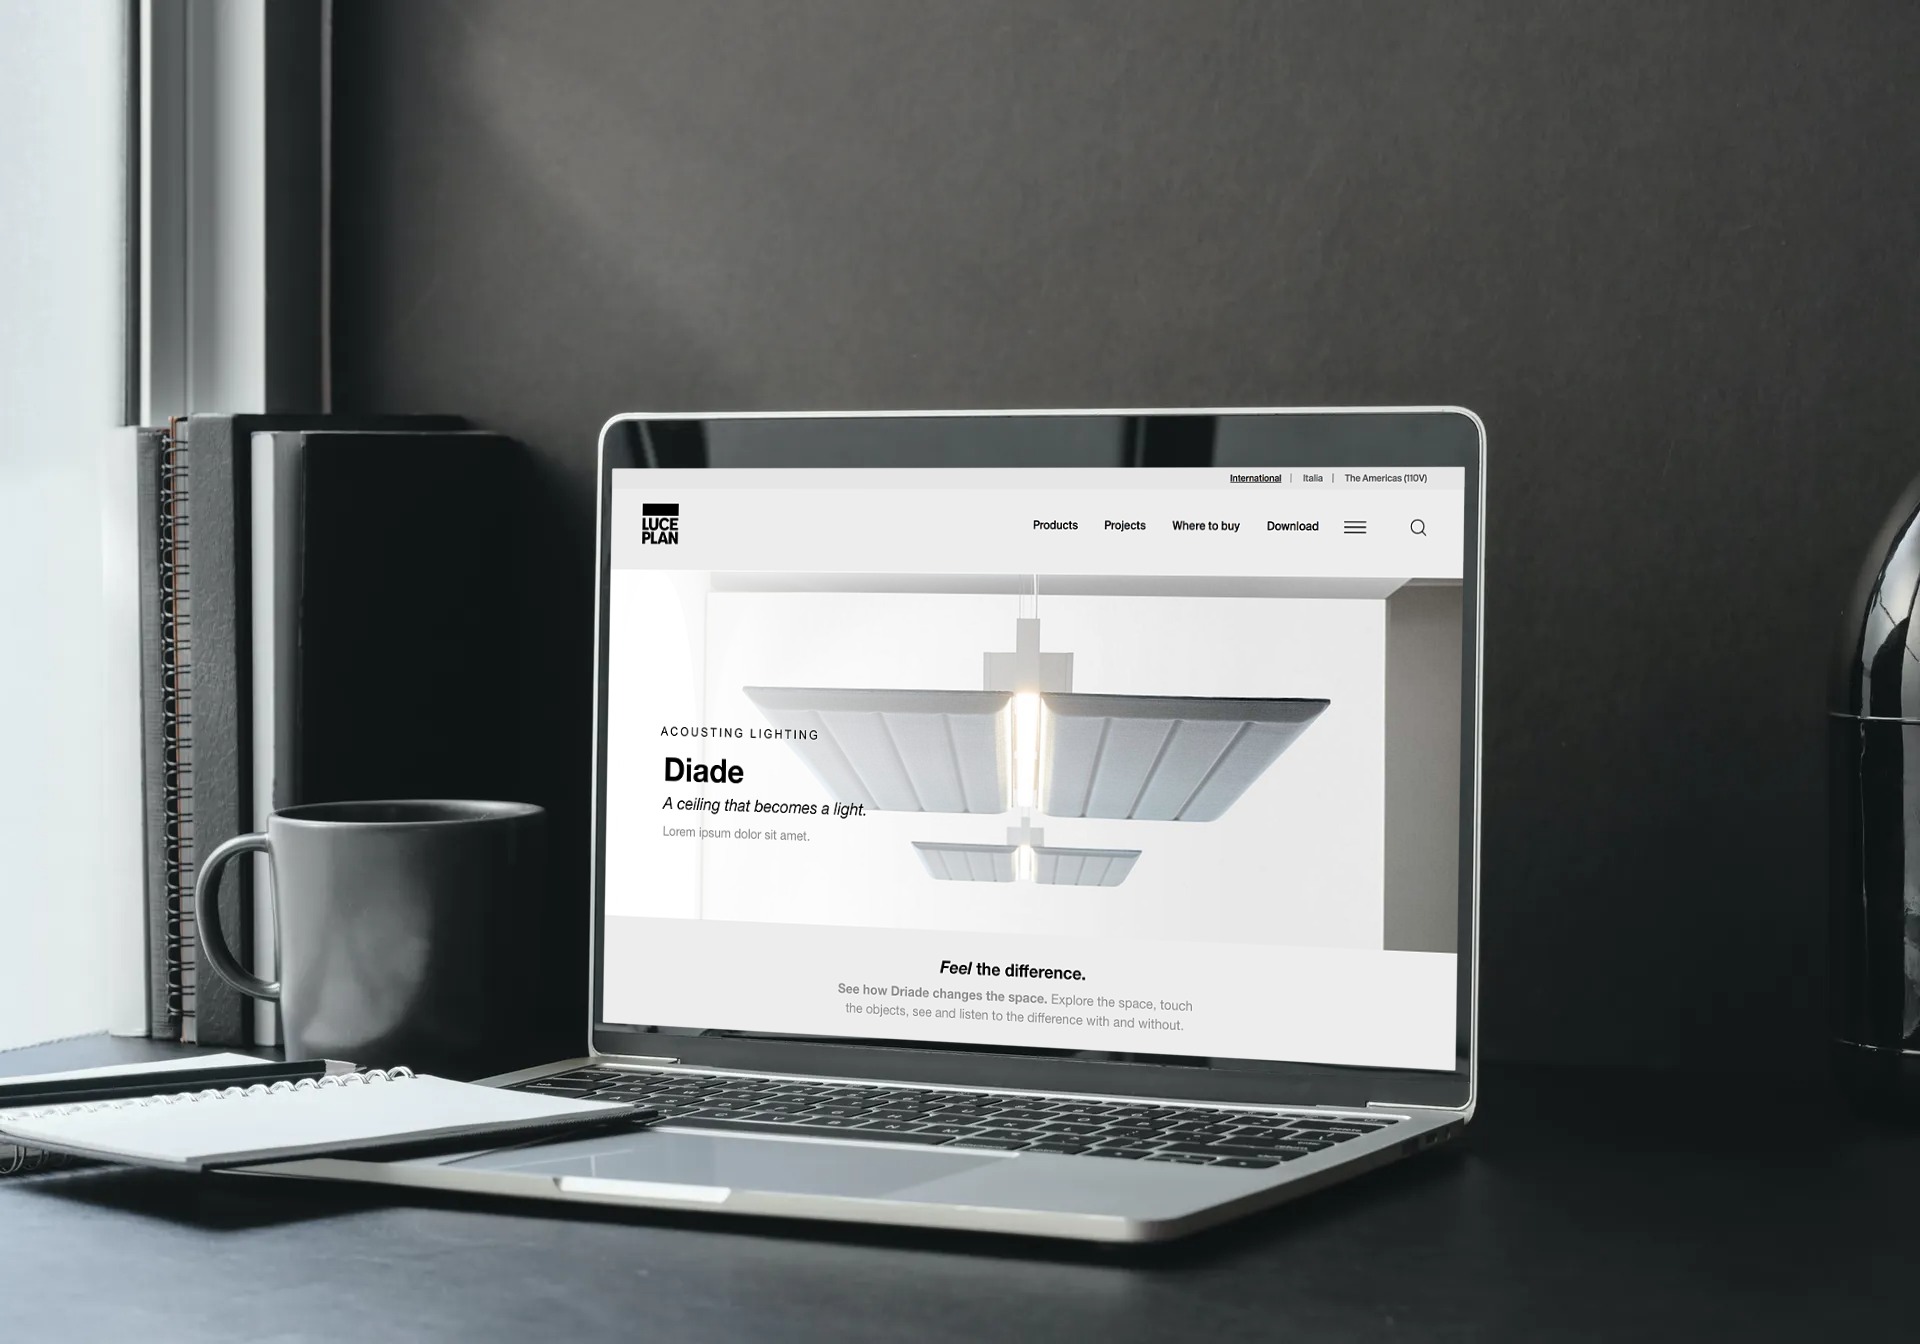 International | Italia | The Americas (110V)
LUCE
PLAN
Products Projects Where to buy Download
ACOUSTING LIGHTING
Diade
A ceiling that becomes a light.
Lorem ipsum dolor sit amet.
Feel the difference.
See how Driade changes the space. Explore the space, touch
the objects, see and listen to the difference with and without.